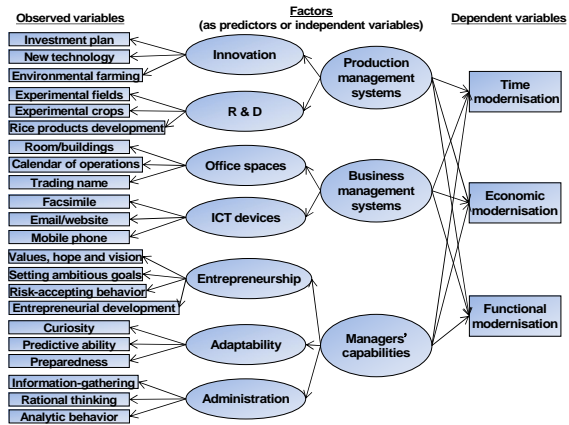 Observed variables
Factors
(as predictors or independent variables)
Dependent variables
Investment plan
New technology
Environmental farming
Experimental fields
Experimental crops
Rice products development
Room/buildings
Calendar of operations
Trading name
Facsimile
Email/website
Mobile phone
Values, hope and vision
Setting ambitious goals
Risk-accepting behavior
Entrepreneurial development
Curiosity
Predictive ability
Preparedness
Information-gathering
Rational thinking
Analytic behavior
Innovation
R & D
Office spaces
ICT devices
Entrepreneurship
Adaptability
Administration
Production
management
systems
Business
management
systems
Managers’
capabilities
Time
modernisation
Economic
modernisation
Functional
modernisation